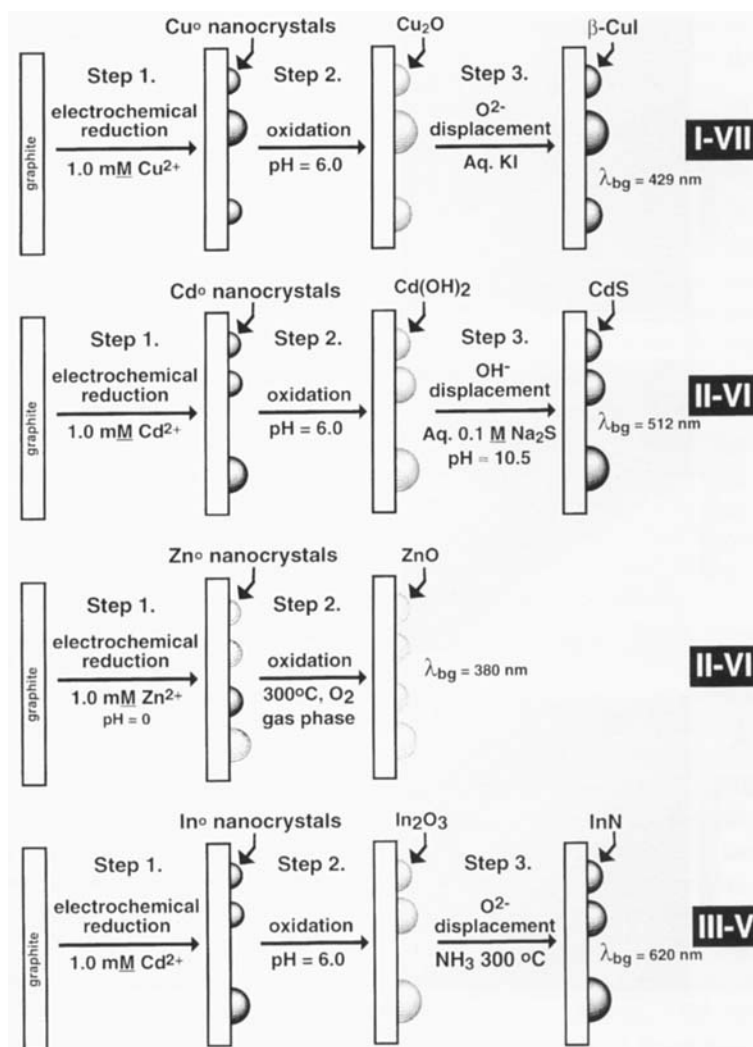 Cuº nanocrystals
Cu₂O
β-CuI
Step 1.
Step 2.
Step 3.
electrochemical
reduction
oxidation
O²⁻
displacement
graphite
1.0 mM Cu²⁺
pH = 6.0
Aq. KI
I-VII
λbg = 429 nm
Cdº nanocrystals
Cd(OH)2
CdS
Step 1.
Step 2.
Step 3.
electrochemical
reduction
oxidation
OH⁻
displacement
graphite
1.0 mM Cd²⁺
pH = 6.0
Aq. 0.1 M Na₂S
pH = 10.5
II-VI
λbg = 512 nm
Znº nanocrystals
ZnO
Step 1.
Step 2.
electrochemical
reduction
oxidation
graphite
1.0 mM Zn²⁺
pH = 0
300ºC, O₂
gas phase
λbg = 380 nm
II-VI
Inº nanocrystals
In₂O₃
InN
Step 1.
Step 2.
Step 3.
electrochemical
reduction
oxidation
O²⁻
displacement
graphite
1.0 mM Cd²⁺
pH = 6.0
NH₃ 300 ºC
III-V
λbg = 620 nm